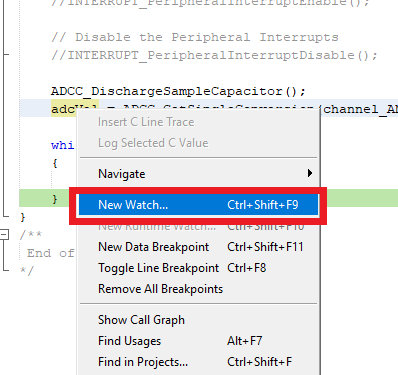 //INTERRUPT_PeripheralInterruptEnable();
// Disable the Peripheral Interrupts
//INTERRUPT_PeripheralInterruptDisable();
ADCC_DischargeSampleCapacitor();
adcVal = ADCC_GetSingleConversion(channel_AN
Insert C Line Trace
Log Selected C Value
whi
{
Navigate
}
New Watch... Ctrl+Shift+F9
}
New Runtime Watch... Ctrl+Shift+F10
/**
End of
New Data Breakpoint Ctrl+Shift+F11
*/
Toggle Line Breakpoint Ctrl+F8
Remove All Breakpoints
Show Call Graph
Find Usages Alt+F7
Find in Projects... Ctrl+Shift+F